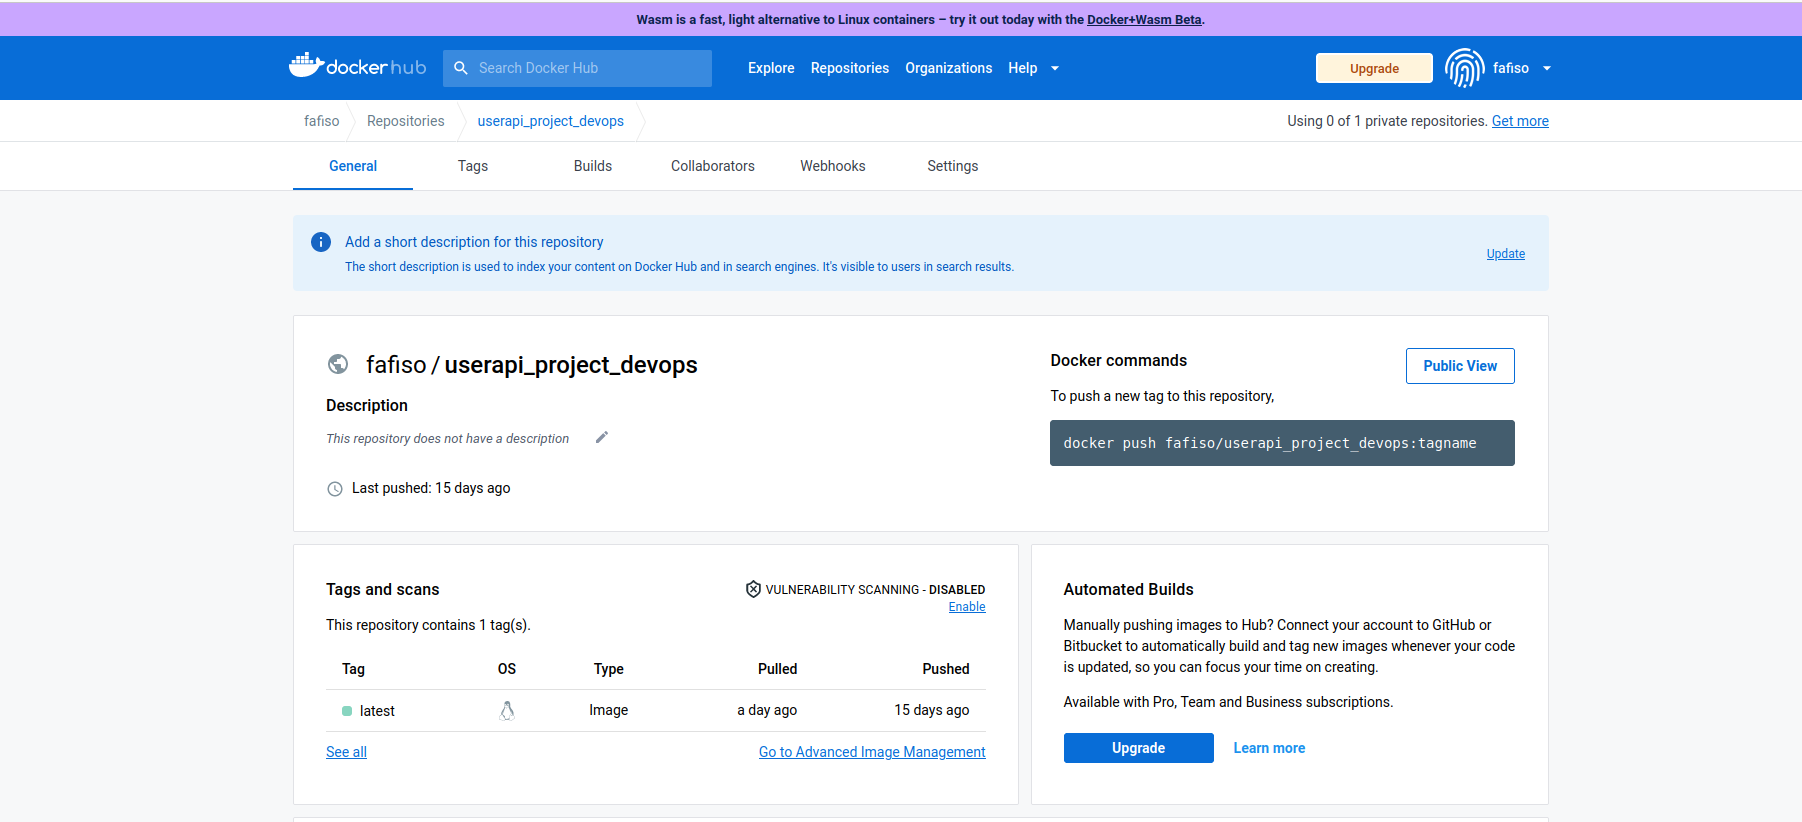 Wasm is a fast, light alternative to Linux containers – try it out today with the Docker+Wasm Beta.
dockerhub
Search Docker Hub
Explore
Repositories
Organizations
Help
Upgrade
fafiso
fafiso
Repositories
userapi_project_devops
Using 0 of 1 private repositories. Get more
General
Tags
Builds
Collaborators
Webhooks
Settings
Add a short description for this repository
The short description is used to index your content on Docker Hub and in search engines. It's visible to users in search results.
Update
fafiso / userapi_project_devops
Description
This repository does not have a description
Last pushed: 15 days ago
Docker commands
Public View
To push a new tag to this repository,
docker push fafiso/userapi_project_devops:tagname
Tags and scans
VULNERABILITY SCANNING - DISABLED
Enable
This repository contains 1 tag(s).
Tag OS Type Pulled Pushed
latest Image a day ago 15 days ago
See all
Go to Advanced Image Management
Automated Builds
Manually pushing images to Hub? Connect your account to GitHub or
Bitbucket to automatically build and tag new images whenever your code
is updated, so you can focus your time on creating.
Available with Pro, Team and Business subscriptions.
Upgrade
Learn more